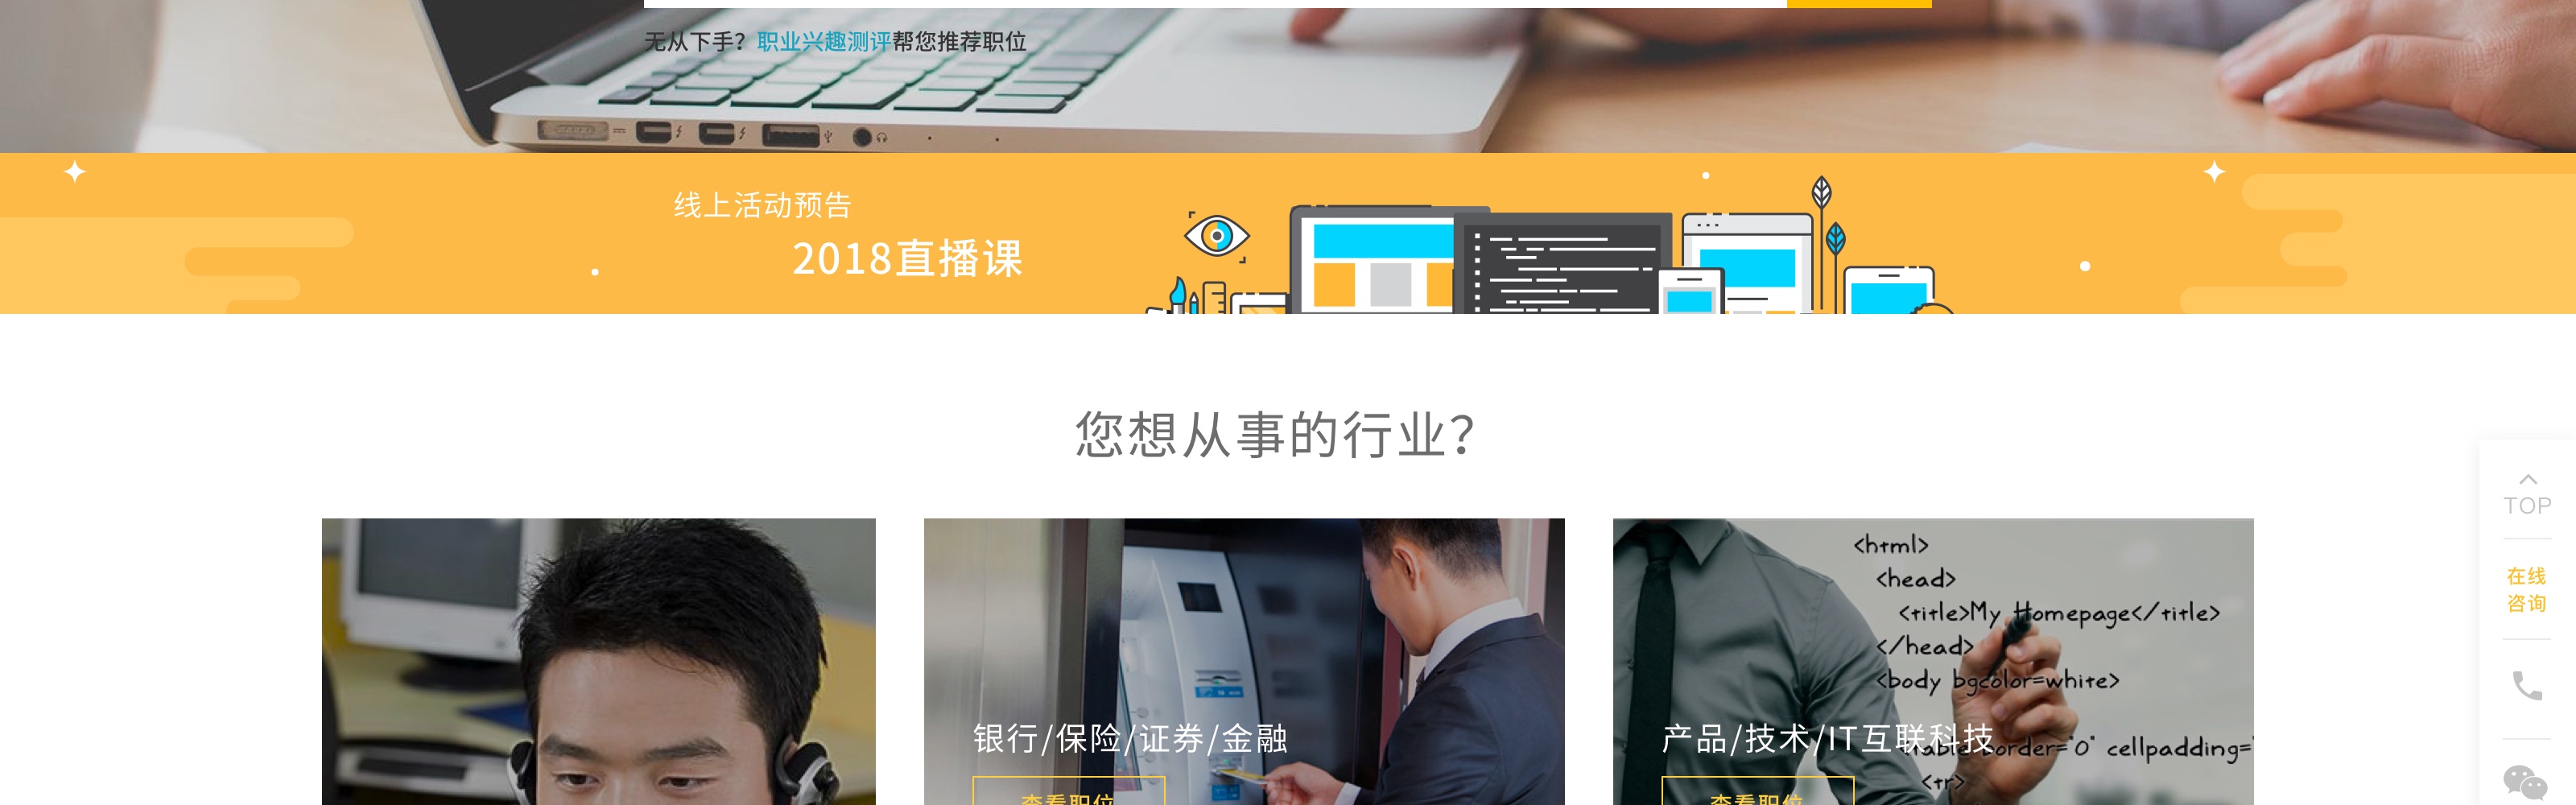 无从下手？职业兴趣测评帮您推荐职位
线上活动预告
2018直播课
您想从事的行业？
TOP
在线
咨询
<html>
<head>
<title>My Homepage</title>
</head>
<body bgcolor=white>
border="0" cellpadding=
<tr>
银行/保险/证券/金融
产品/技术/IT互联科技
查看职位
查看职位